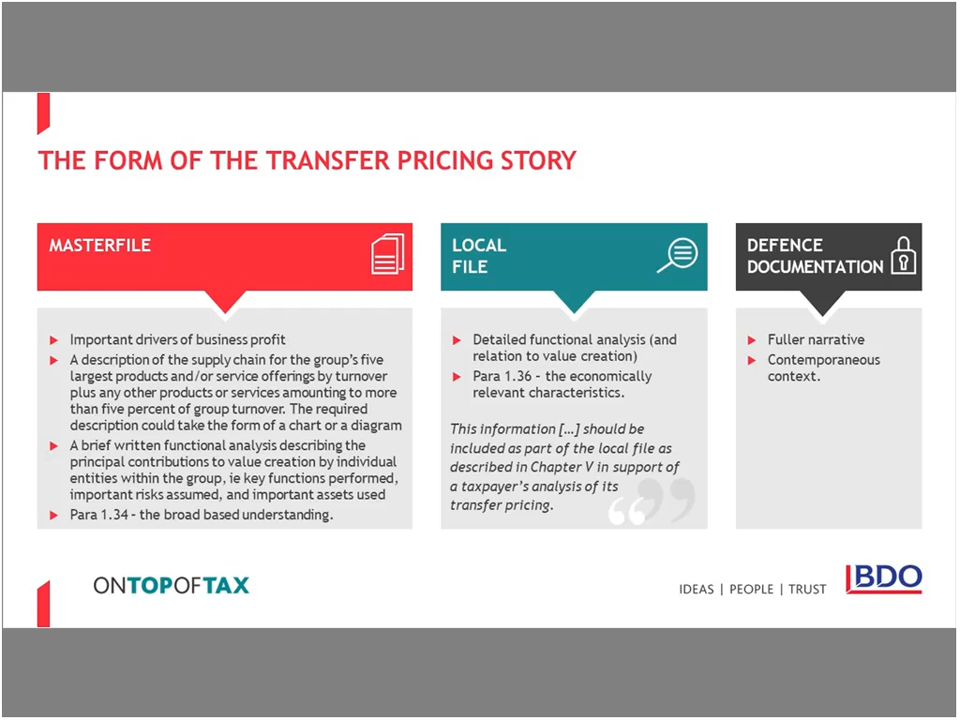 THE FORM OF THE TRANSFER PRICING STORY
MASTERFILE
Important drivers of business profit
A description of the supply chain for the group's five
largest products and/or service offerings by turnover
plus any other products or services amounting to more
than five percent of group turnover. The required
description could take the form of a chart or a diagram
A brief written functional analysis describing the
principal contributions to value creation by individual
entities within the group, ie key functions performed,
important risks assumed, and important assets used
Para 1.34 – the broad based understanding.
LOCAL
FILE
Detailed functional analysis (and
relation to value creation)
Para 1.36 – the economically
relevant characteristics.
This information […] should be
included as part of the local file as
described in Chapter V in support of
a taxpayer's analysis of its
transfer pricing.
DEFENCE
DOCUMENTATION
Fuller narrative
Contemporaneous
context.
ONTOPOFTAX
IDEAS | PEOPLE | TRUST
BDO